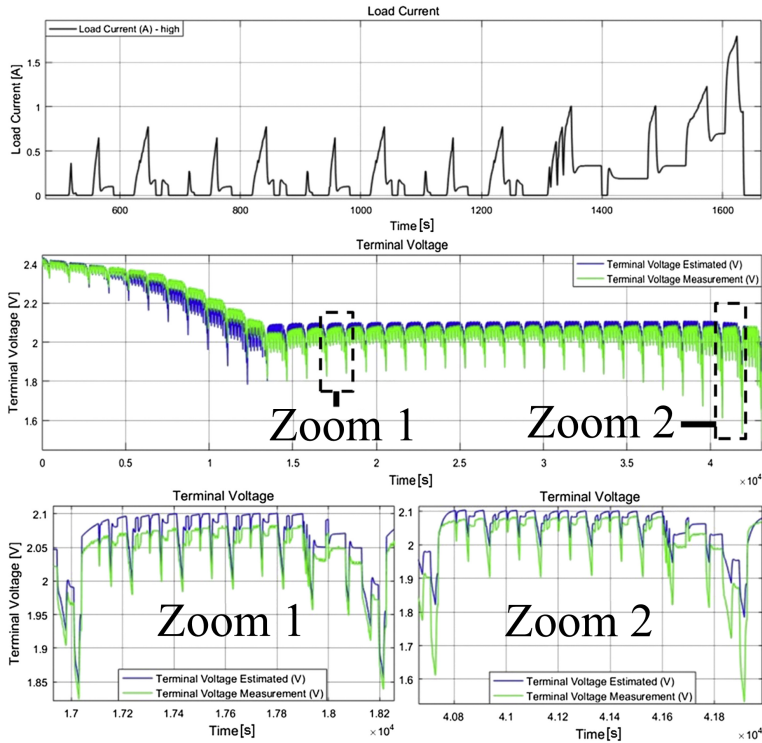 Load Current
Load Current (A) - high
Load Current [A]
1.5
1
0.5
0
600 800 1000 1200 1400 1600
Time [s]
Terminal Voltage
Terminal Voltage Estimated (V)
Terminal Voltage Measurement (V)
Terminal Voltage [V]
2.4
2.2
2
1.8
1.6
Zoom 1
Zoom 2
0 0.5 1 1.5 2 2.5 3 3.5 4
Time [s]
×10⁴
Terminal Voltage
Terminal Voltage [V]
2.1
2.05
2
1.95
1.9
1.85
Zoom 1
Terminal Voltage Estimated (V)
Terminal Voltage Measurement (V)
1.7 1.72 1.74 1.76 1.78 1.8 1.82
Time [s]
×10⁴
Terminal Voltage
2.1
2
1.9
1.8
1.7
1.6
Zoom 2
Terminal Voltage Estimated (V)
Terminal Voltage Measurement (V)
4.08 4.1 4.12 4.14 4.16 4.18
Time [s]
×10⁴